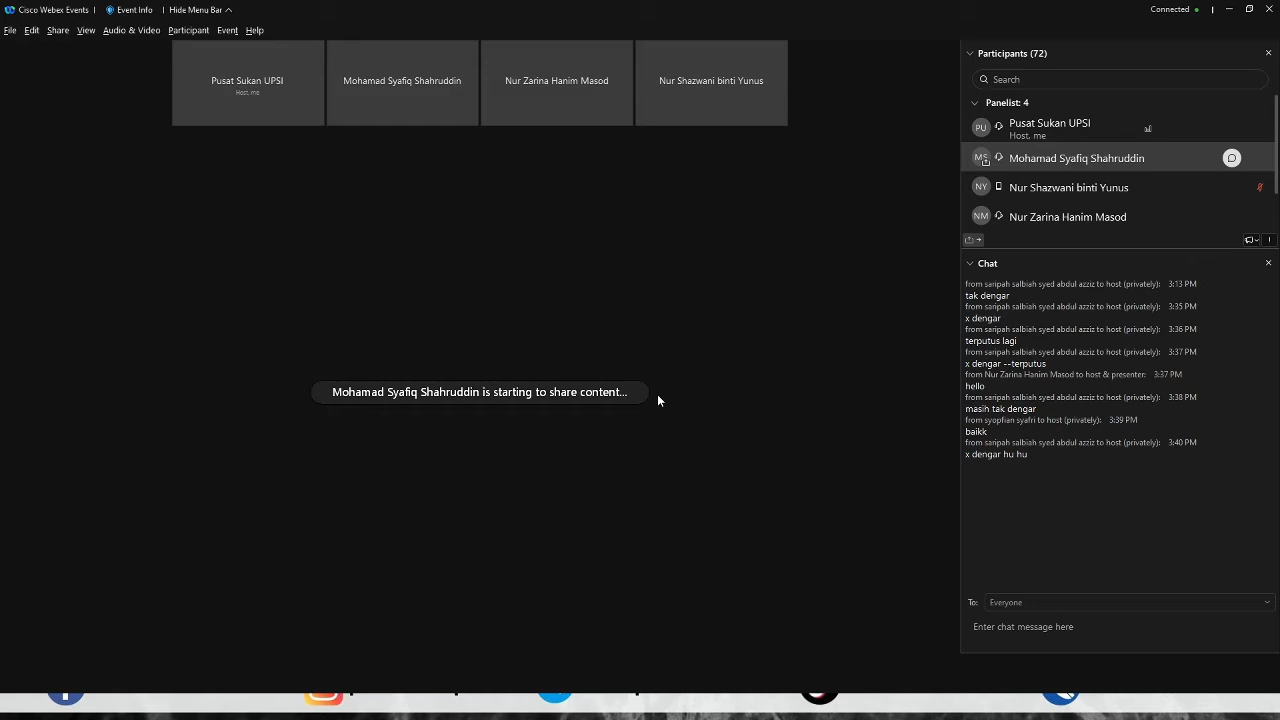 Cisco Webex Events
Event Info
Hide Menu Bar
Connected
File Edit Share View Audio & Video Participant Event Help
Pusat Sukan UPSI
Host, me
Mohamad Syafiq Shahruddin
Nur Zarina Hanim Masod
Nur Shazwani binti Yunus
Mohamad Syafiq Shahruddin is starting to share content...
Participants (72)
Search
Panelist: 4
PU Pusat Sukan UPSI
Host, me
MS Mohamad Syafiq Shahruddin
NY Nur Shazwani binti Yunus
NM Nur Zarina Hanim Masod
Chat
from saripah salbiah syed abdul azziz to host (privately): 3:13 PM
tak dengar
from saripah salbiah syed abdul azziz to host (privately): 3:35 PM
x dengar
from saripah salbiah syed abdul azziz to host (privately): 3:36 PM
terputus lagi
from saripah salbiah syed abdul azziz to host (privately): 3:37 PM
x dengar --terputus
from Nur Zarina Hanim Masod to host & presenter: 3:37 PM
hello
from saripah salbiah syed abdul azziz to host (privately): 3:38 PM
masih tak dengar
from syopfian syafri to host (privately): 3:39 PM
baikk
from saripah salbiah syed abdul azziz to host (privately): 3:40 PM
x dengar hu hu
To: Everyone
Enter chat message here